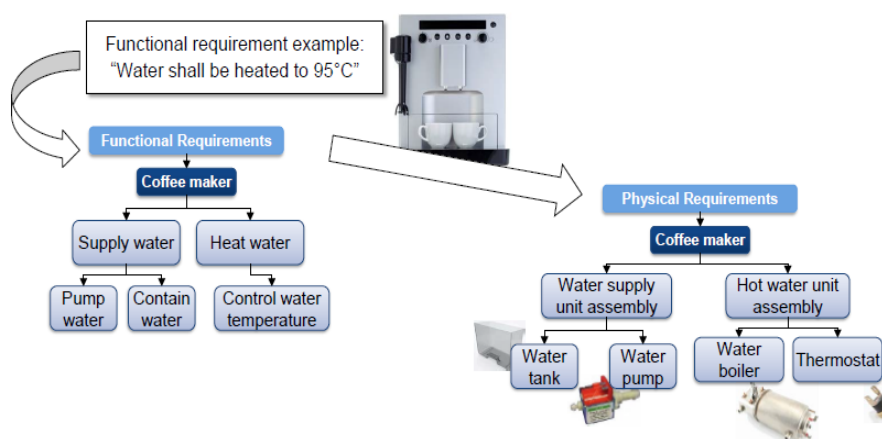 Functional requirement example:
“Water shall be heated to 95°C”
Functional Requirements
Coffee maker
Supply water
Heat water
Pump
water
Contain
water
Control water
temperature
Physical Requirements
Coffee maker
Water supply
unit assembly
Hot water unit
assembly
Water
tank
Water
pump
Water
boiler
Thermostat